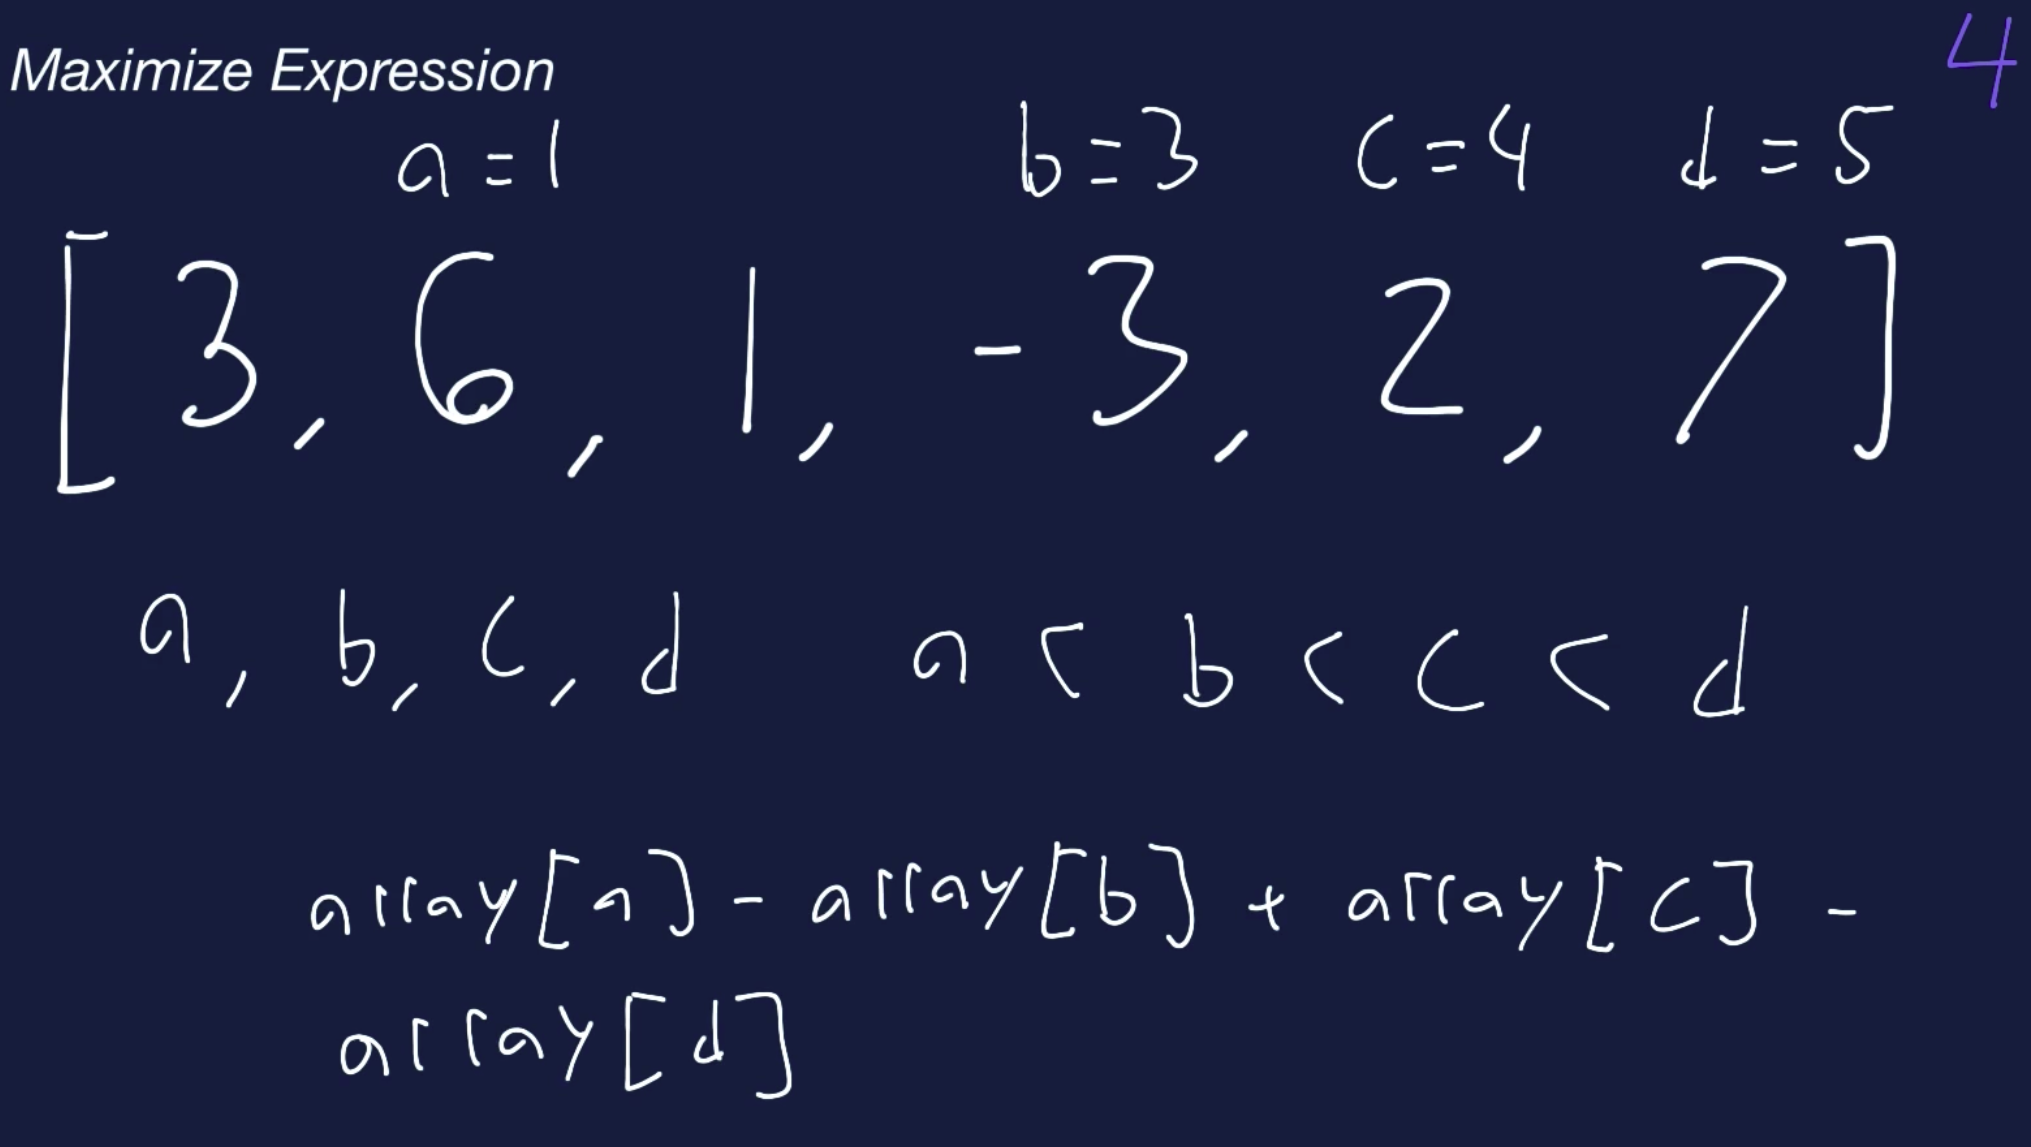 Maximize Expression
4
a = 1 b = 3 c = 4 d = 5
[ 3, 6, 1, -3, 2, 7 ]
a, b, c, d a < b < c < d
array[a] - array[b] + array[c] -
array[d]